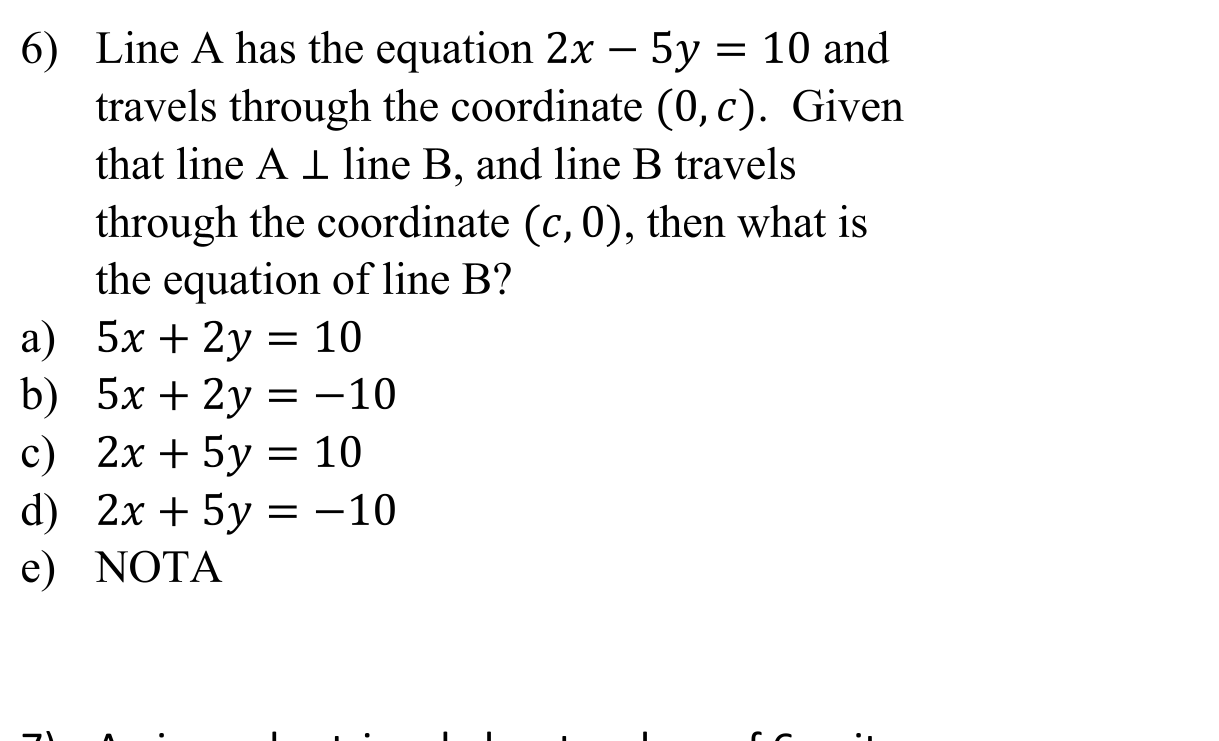 6) Line A has the equation 2x − 5y = 10 and
travels through the coordinate (0, c). Given
that line A ⊥ line B, and line B travels
through the coordinate (c, 0), then what is
the equation of line B?
a) 5x + 2y = 10
b) 5x + 2y = −10
c) 2x + 5y = 10
d) 2x + 5y = −10
e) NOTA